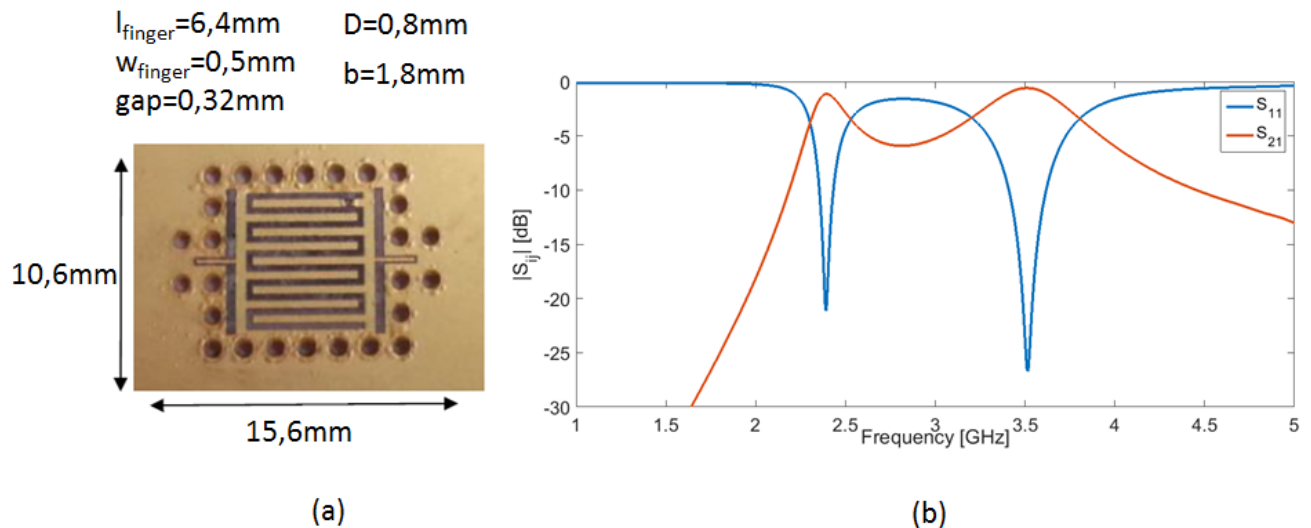 l_finger=6,4mm D=0,8mm
w_finger=0,5mm b=1,8mm
gap=0,32mm
10,6mm
15,6mm
(a)
0
-5
-10
-15
-20
-25
-30
|S_ij| [dB]
1 1.5 2 2.5 3 3.5 4 4.5 5
Frequency [GHz]
S_11
S_21
(b)